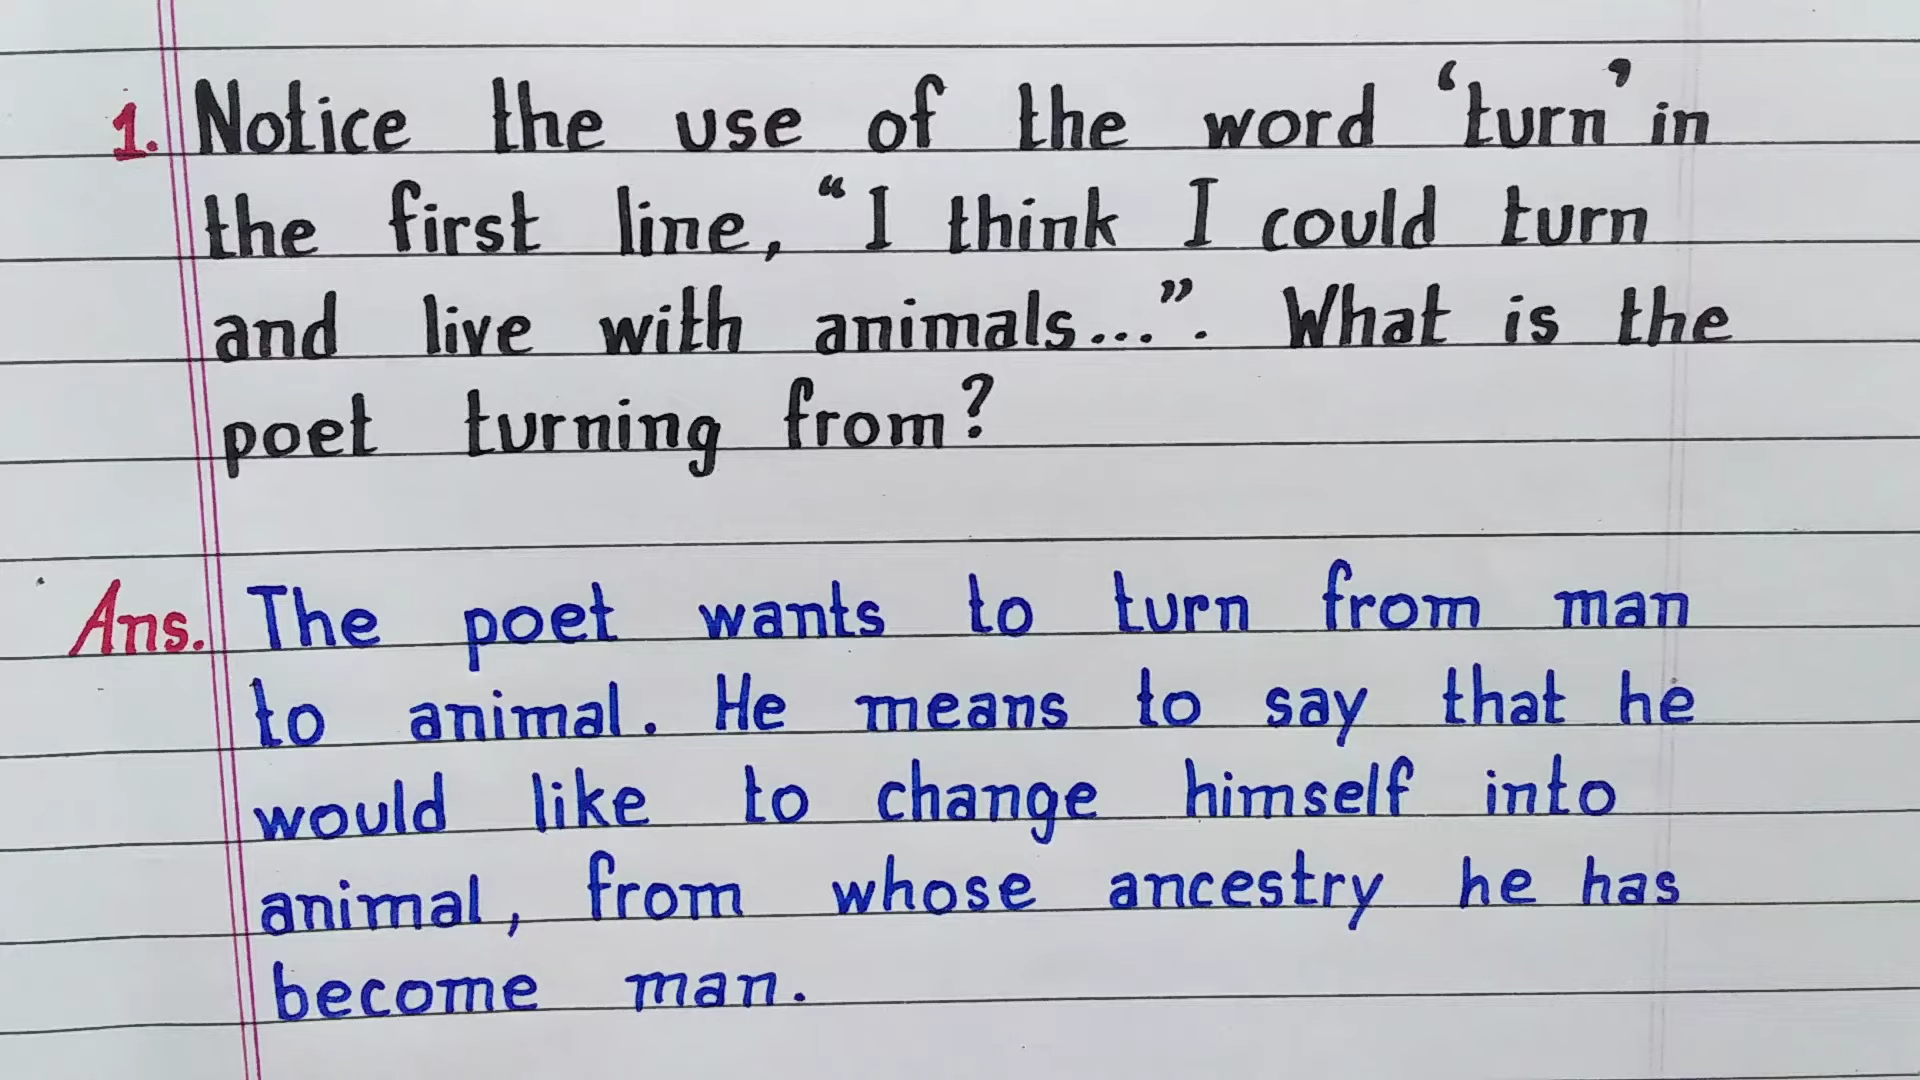 1. Notice the use of the word ‘turn’ in
the first line, “I think I could turn
and live with animals...”. What is the
poet turning from?
Ans. The poet wants to turn from man
to animal. He means to say that he
would like to change himself into
animal, from whose ancestry he has
become man.